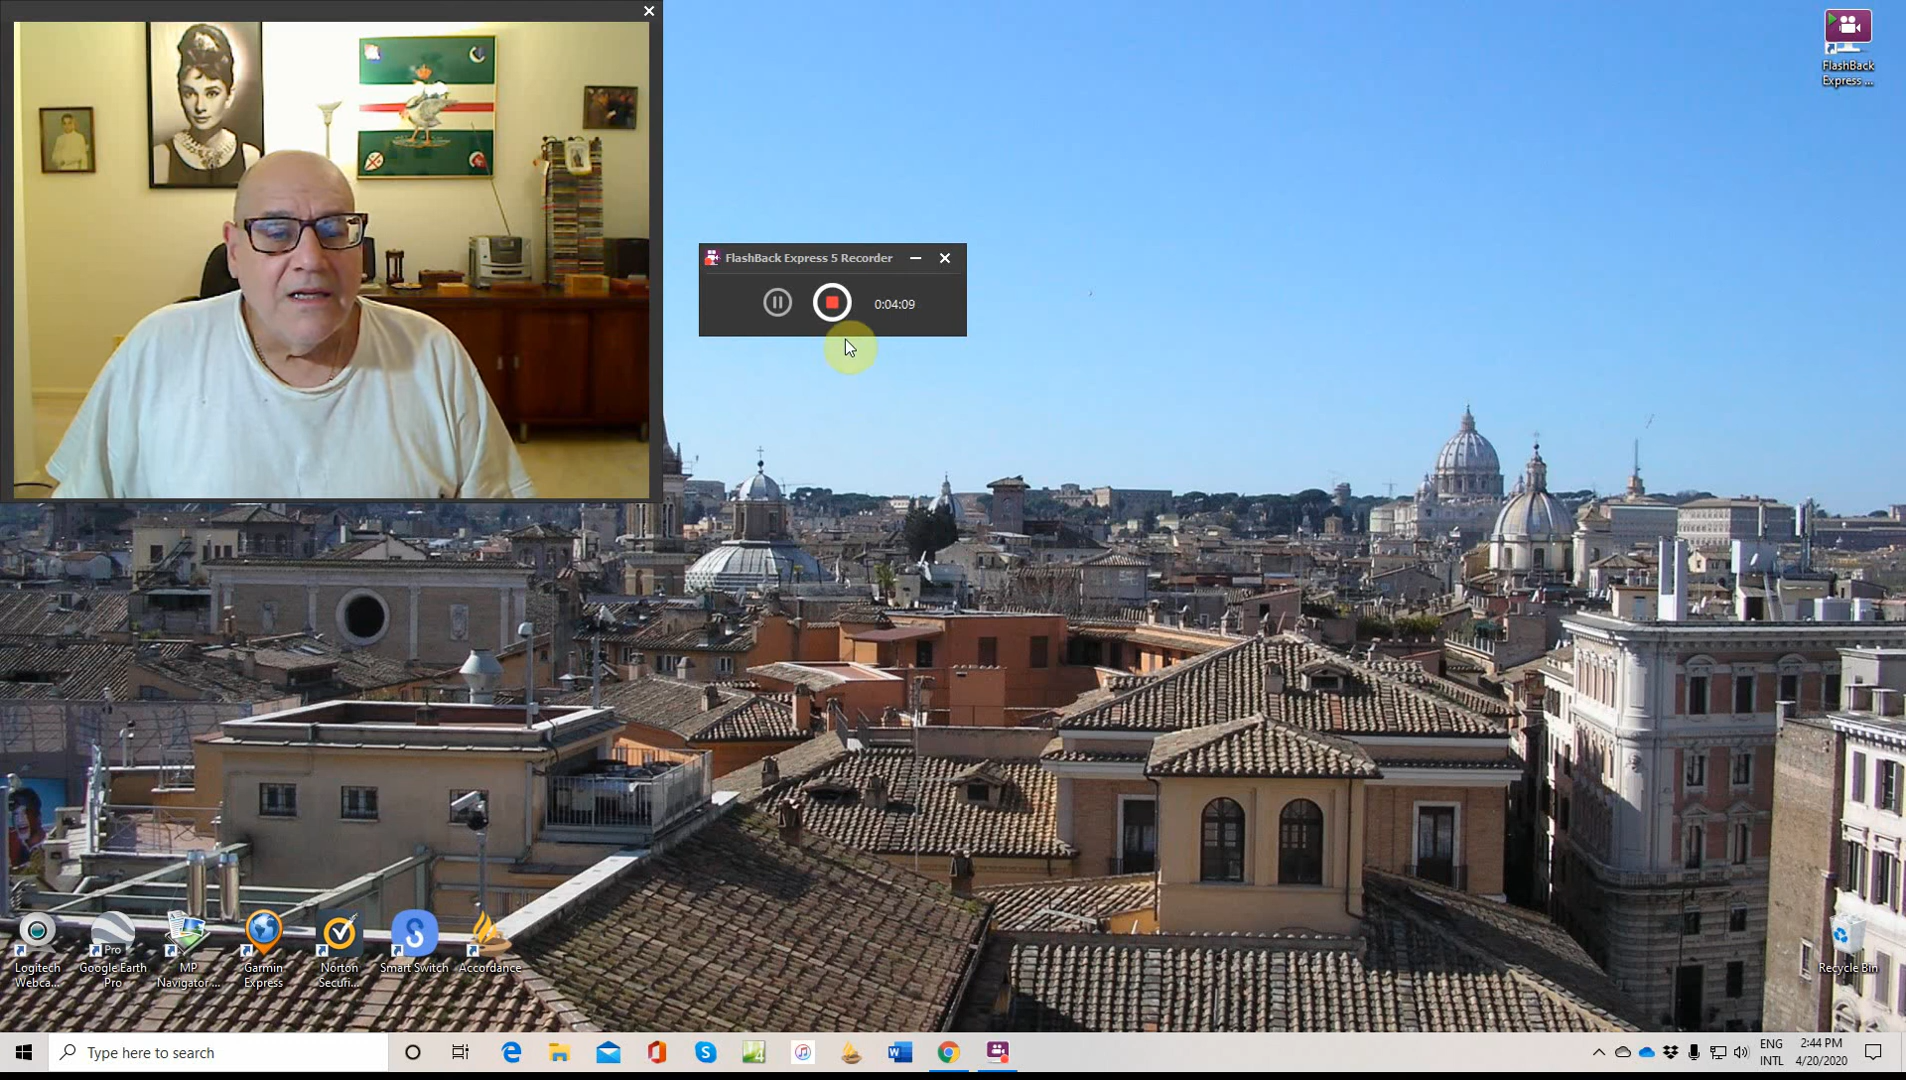 FlashBack
Express ...
FlashBack Express 5 Recorder
0:04:09
Logitech
Webca...
Pro
Google Earth
Pro
MP
Navigator ...
Garmin
Express
Norton
Securi...
Smart Switch
Accordance
Recycle Bin
Type here to search
ENG
INTL
2:44 PM
4/20/2020